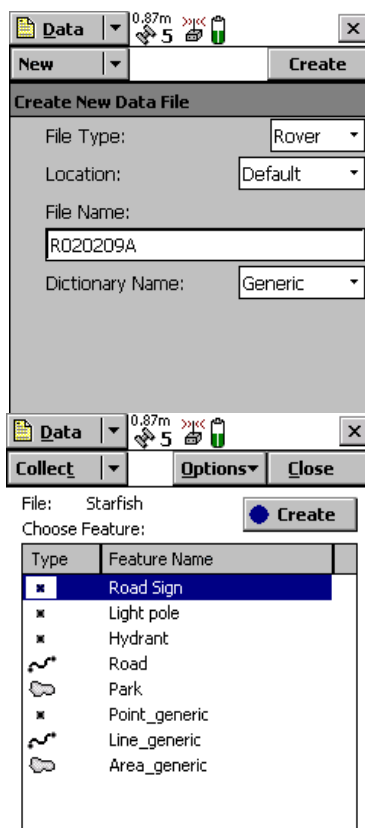 Data 0.87m 5
New Create
Create New Data File
File Type: Rover
Location: Default
File Name:
R020209A
Dictionary Name: Generic
Data 0.87m 5
Collect Options Close
File: Starfish
Choose Feature: Create
Type Feature Name
Road Sign
Light pole
Hydrant
Road
Park
Point_generic
Line_generic
Area_generic